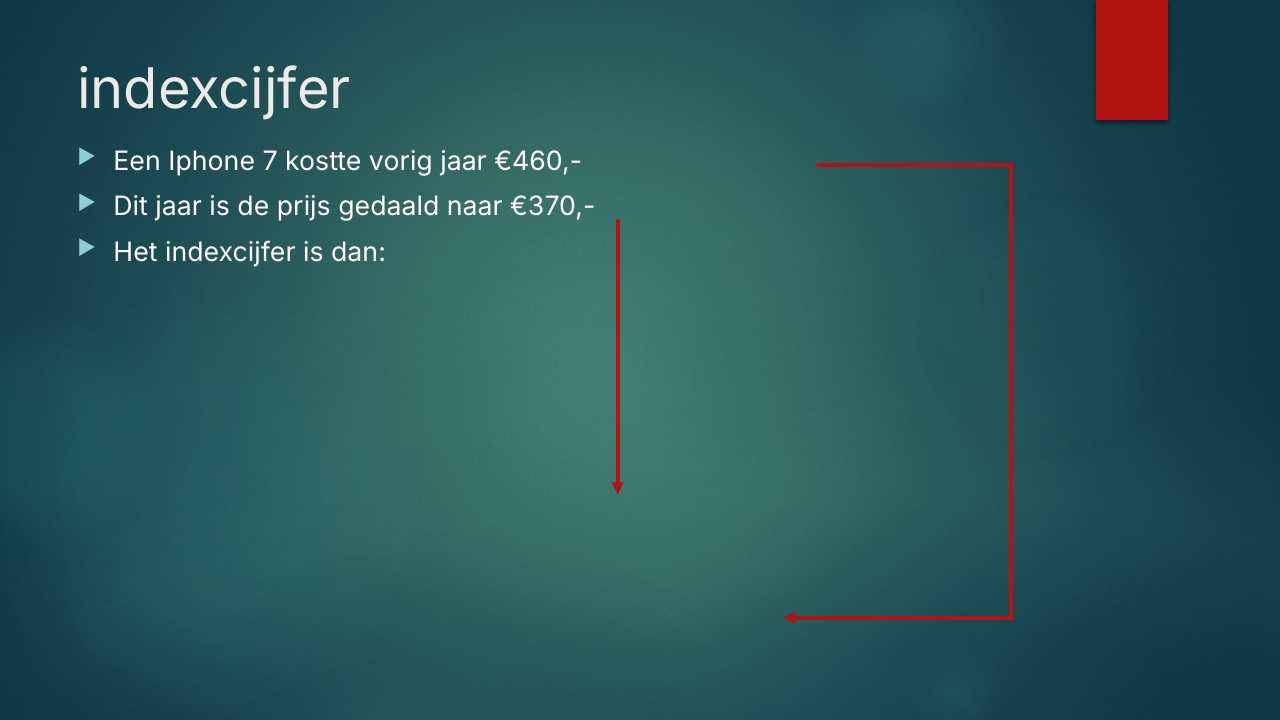 indexcijfer
Een Iphone 7 kostte vorig jaar €460,-
Dit jaar is de prijs gedaald naar €370,-
Het indexcijfer is dan: